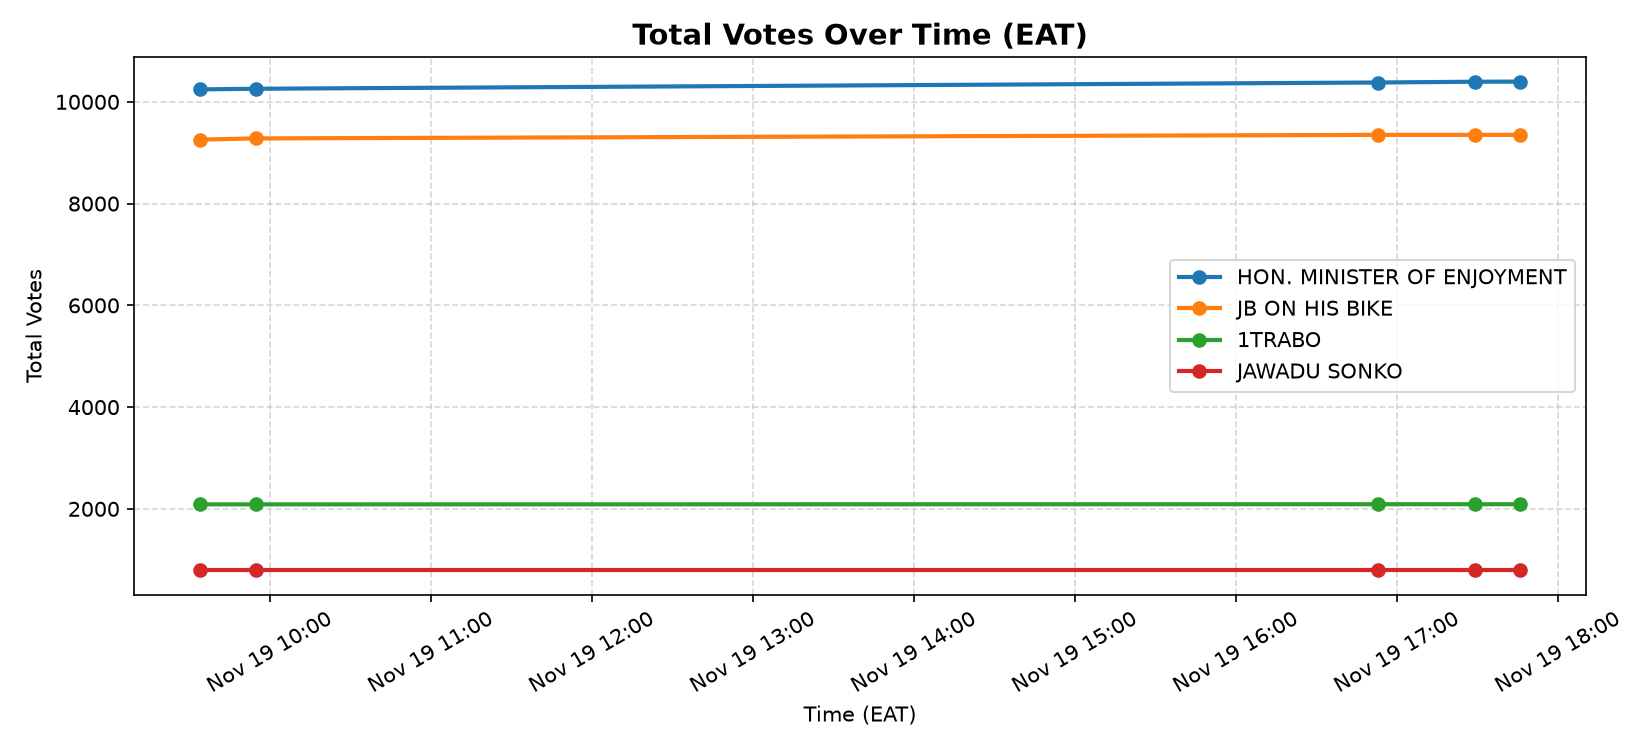 Total Votes Over Time (EAT)
Total Votes
10000
8000
6000
4000
2000
HON. MINISTER OF ENJOYMENT
JB ON HIS BIKE
1TRABO
JAWADU SONKO
Nov 19 10:00
Nov 19 11:00
Nov 19 12:00
Nov 19 13:00
Nov 19 14:00
Nov 19 15:00
Nov 19 16:00
Nov 19 17:00
Nov 19 18:00
Time (EAT)